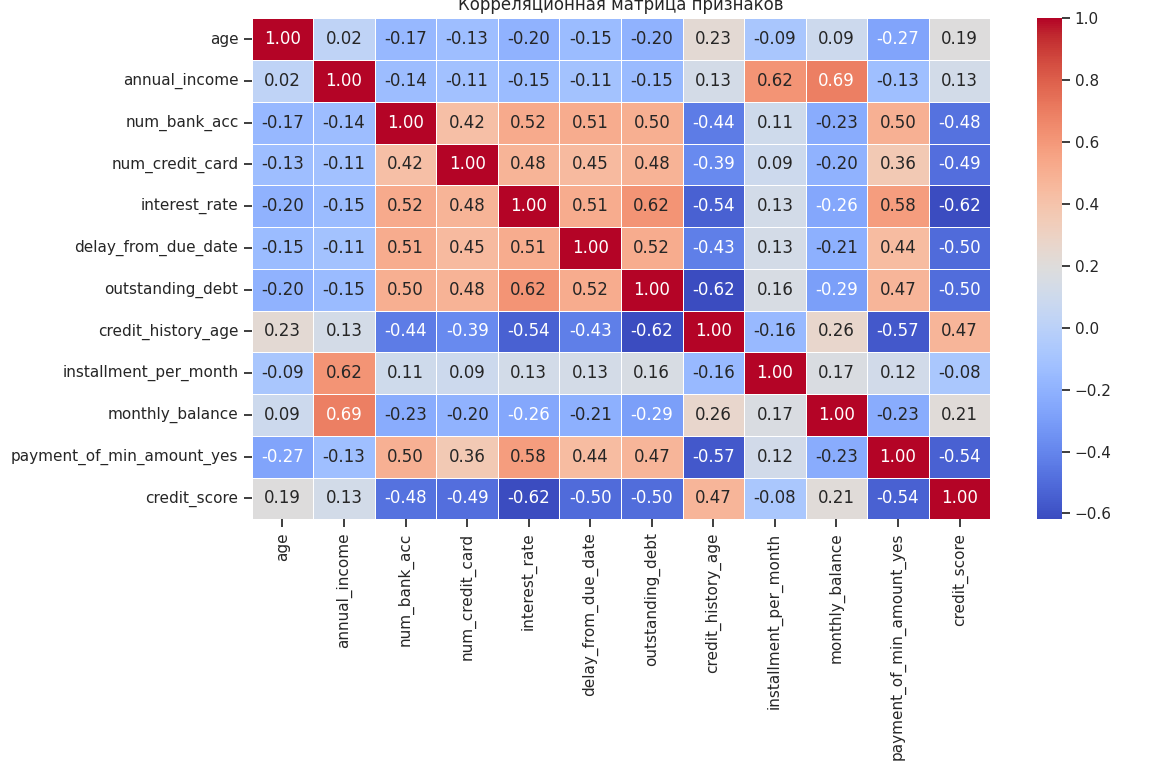 Корреляционная матрица признаков
age 1.00 0.02 -0.17 -0.13 -0.20 -0.15 -0.20 0.23 -0.09 0.09 -0.27 0.19
annual_income 0.02 1.00 -0.14 -0.11 -0.15 -0.11 -0.15 0.13 0.62 0.69 -0.13 0.13
num_bank_acc -0.17 -0.14 1.00 0.42 0.52 0.51 0.50 -0.44 0.11 -0.23 0.50 -0.48
num_credit_card -0.13 -0.11 0.42 1.00 0.48 0.45 0.48 -0.39 0.09 -0.20 0.36 -0.49
interest_rate -0.20 -0.15 0.52 0.48 1.00 0.51 0.62 -0.54 0.13 -0.26 0.58 -0.62
delay_from_due_date -0.15 -0.11 0.51 0.45 0.51 1.00 0.52 -0.43 0.13 -0.21 0.44 -0.50
outstanding_debt -0.20 -0.15 0.50 0.48 0.62 0.52 1.00 -0.62 0.16 -0.29 0.47 -0.50
credit_history_age 0.23 0.13 -0.44 -0.39 -0.54 -0.43 -0.62 1.00 -0.16 0.26 -0.57 0.47
installment_per_month -0.09 0.62 0.11 0.09 0.13 0.13 0.16 -0.16 1.00 0.17 0.12 -0.08
monthly_balance 0.09 0.69 -0.23 -0.20 -0.26 -0.21 -0.29 0.26 0.17 1.00 -0.23 0.21
payment_of_min_amount_yes -0.27 -0.13 0.50 0.36 0.58 0.44 0.47 -0.57 0.12 -0.23 1.00 -0.54
credit_score 0.19 0.13 -0.48 -0.49 -0.62 -0.50 -0.50 0.47 -0.08 0.21 -0.54 1.00
age
annual_income
num_bank_acc
num_credit_card
interest_rate
delay_from_due_date
outstanding_debt
credit_history_age
installment_per_month
monthly_balance
payment_of_min_amount_yes
credit_score
1.0
0.8
0.6
0.4
0.2
0.0
−0.2
−0.4
−0.6